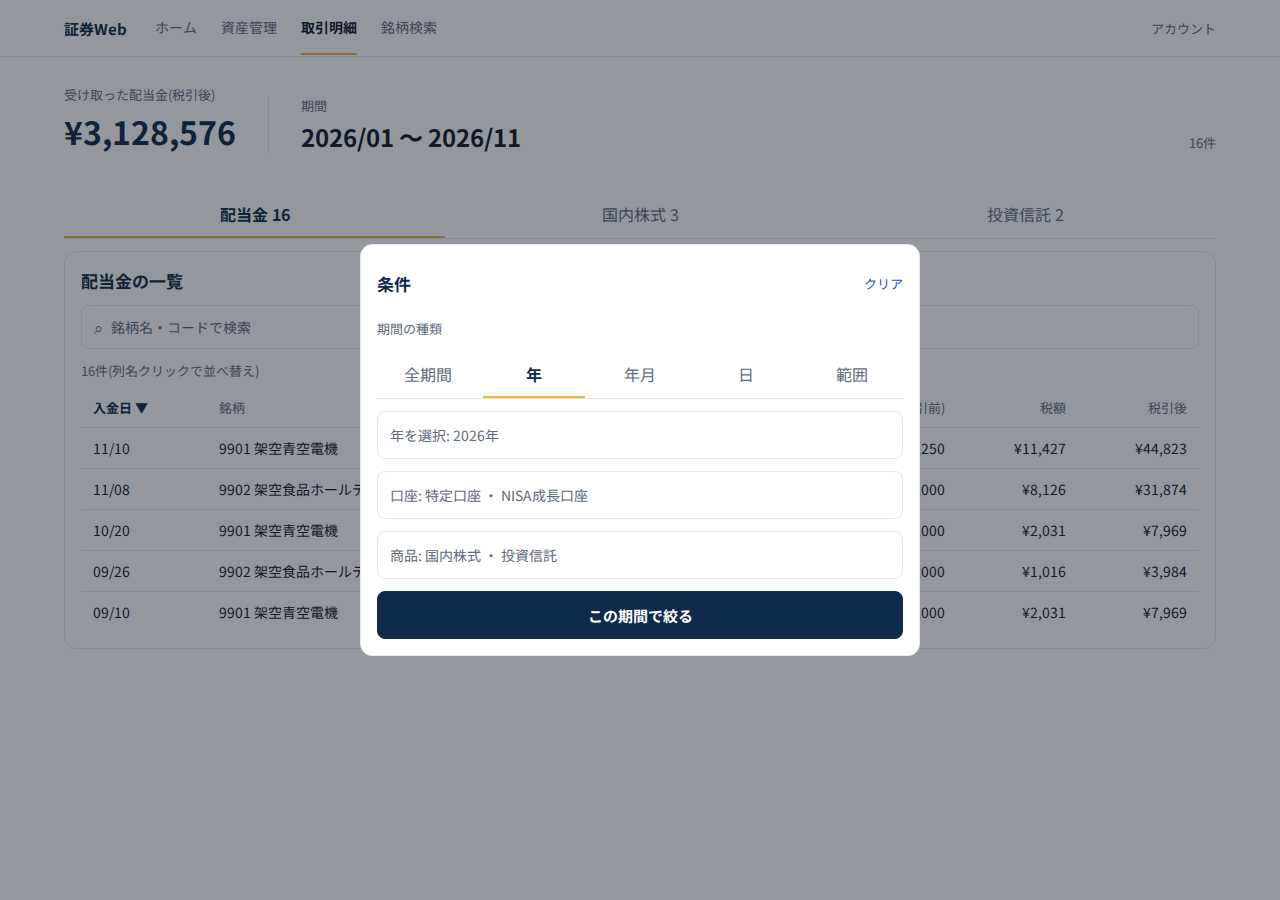 証券Web ホーム 資産管理 取引明細 銘柄検索 アカウント
受け取った配当金(税引後)
¥3,128,576
期間
2026/01 〜 2026/11
16件
配当金 16 国内株式 3 投資信託 2
配当金の一覧
銘柄名・コードで検索
16件(列名クリックで並べ替え)
入金日▼ 銘柄 引前) 税額 税引後
11/10 9901 架空青空電機 250 ¥11,427 ¥44,823
11/08 9902 架空食品ホールデ 000 ¥8,126 ¥31,874
10/20 9901 架空青空電機 000 ¥2,031 ¥7,969
09/26 9902 架空食品ホールデ 000 ¥1,016 ¥3,984
09/10 9901 架空青空電機 000 ¥2,031 ¥7,969
条件 クリア
期間の種類
全期間 年 年月 日 範囲
年を選択: 2026年
口座: 特定口座 ・ NISA成長口座
商品: 国内株式 ・ 投資信託
この期間で絞る